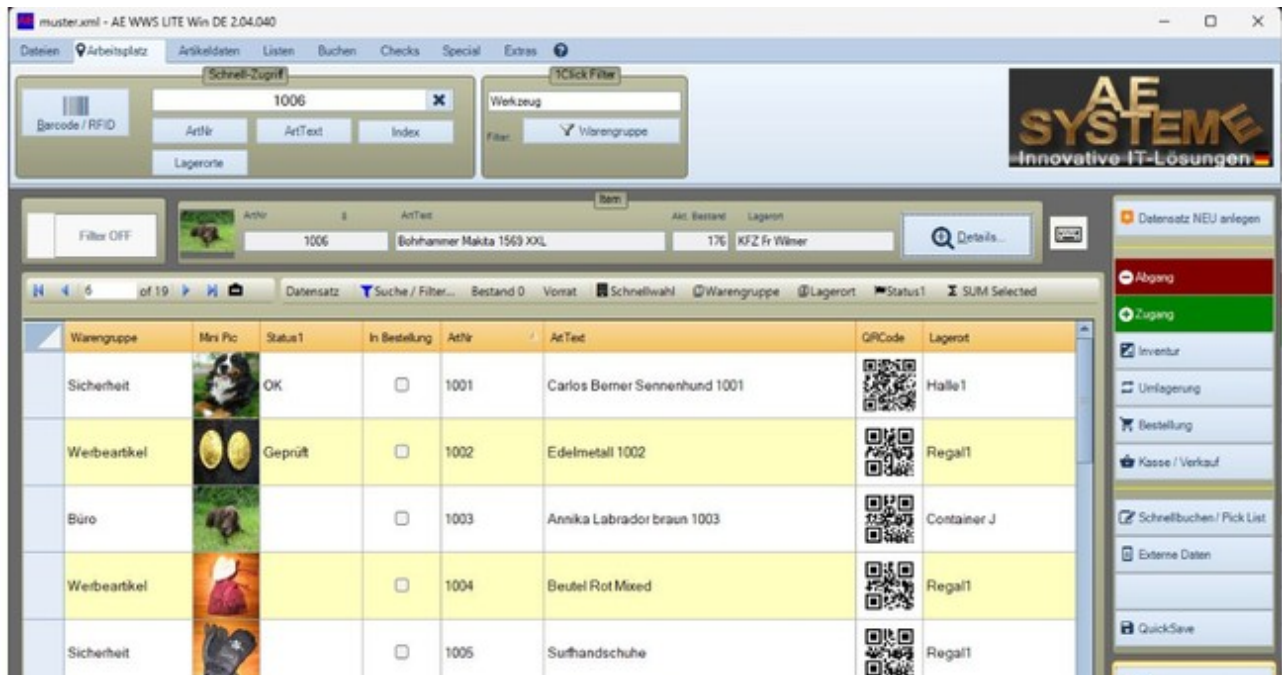 muster.xml - AE WWS LITE Win DE 2.04.040
Dateien Arbeitsplatz Artikeldaten Listen Buchen Checks Special Extras ?
Schnell-Zugriff
1006
Barcode / RFID
ArtNr ArtText Index
Lagerorte
1Click Filter
Werkzeug
Filter: Warengruppe
AE
SYSTEME
Innovative IT-Lösungen
Filter OFF
Item
ArtNr ArtText Akt. Bestand Lagerort
1006 Bohrhammer Makita 1569 XXL 176 KFZ Fr Wilmer
Details...
6 of 19 Datensatz Suche / Filter... Bestand 0 Vorrat Schnellwahl Warengruppe Lagerort Status1 Σ SUM Selected
Warengruppe Mini Pic Status1 In Bestellung ArtNr ArtText QRCode Lagerort
Sicherheit OK 1001 Carlos Berner Sennenhund 1001 Halle1
Werbeartikel Geprüft 1002 Edelmetall 1002 Regal1
Büro 1003 Annika Labrador braun 1003 Container J
Werbeartikel 1004 Beutel Rot Mixed Regal1
Sicherheit 1005 Surfhandschuhe Regal1
Datensatz NEU anlegen
Abgang
Zugang
Inventur
Umlagerung
Bestellung
Kasse / Verkauf
Schnellbuchen / Pick List
Externe Daten
QuickSave